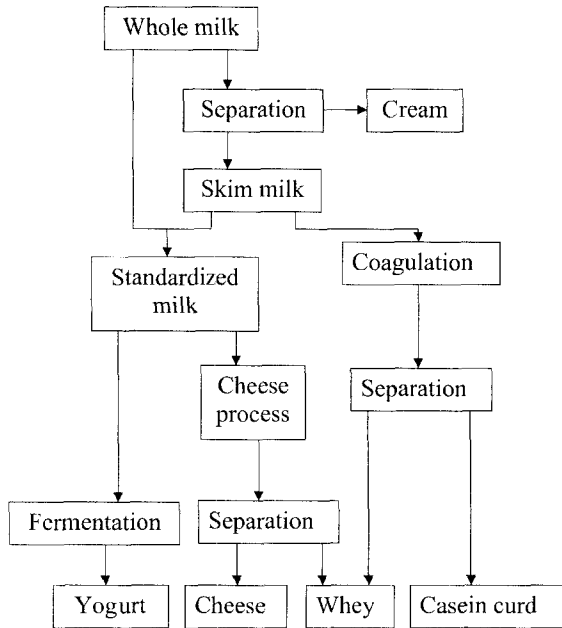 Whole milk
Separation
Cream
Skim milk
Standardized
milk
Coagulation
Cheese
process
Separation
Fermentation
Separation
Yogurt
Cheese
Whey
Casein curd